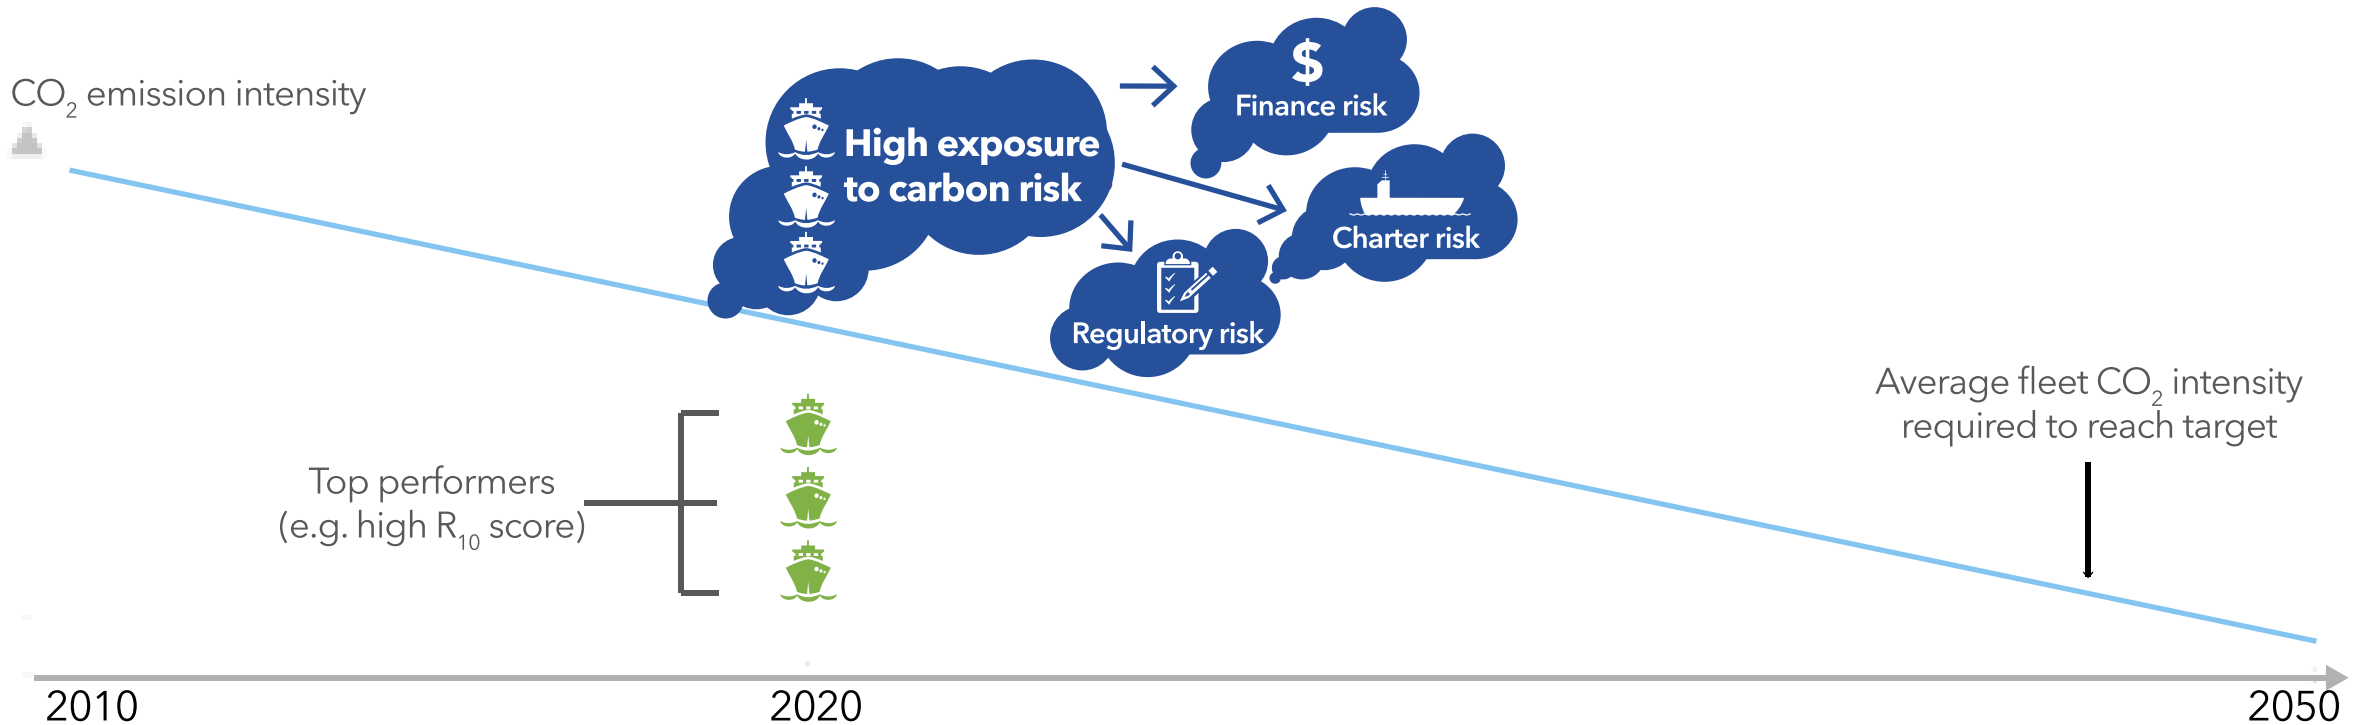 CO₂ emission intensity
High exposure
to carbon risk
$
Finance risk
Charter risk
Regulatory risk
Average fleet CO₂ intensity
required to reach target
Top performers
(e.g. high R₁₀ score)
2010
2020
2050